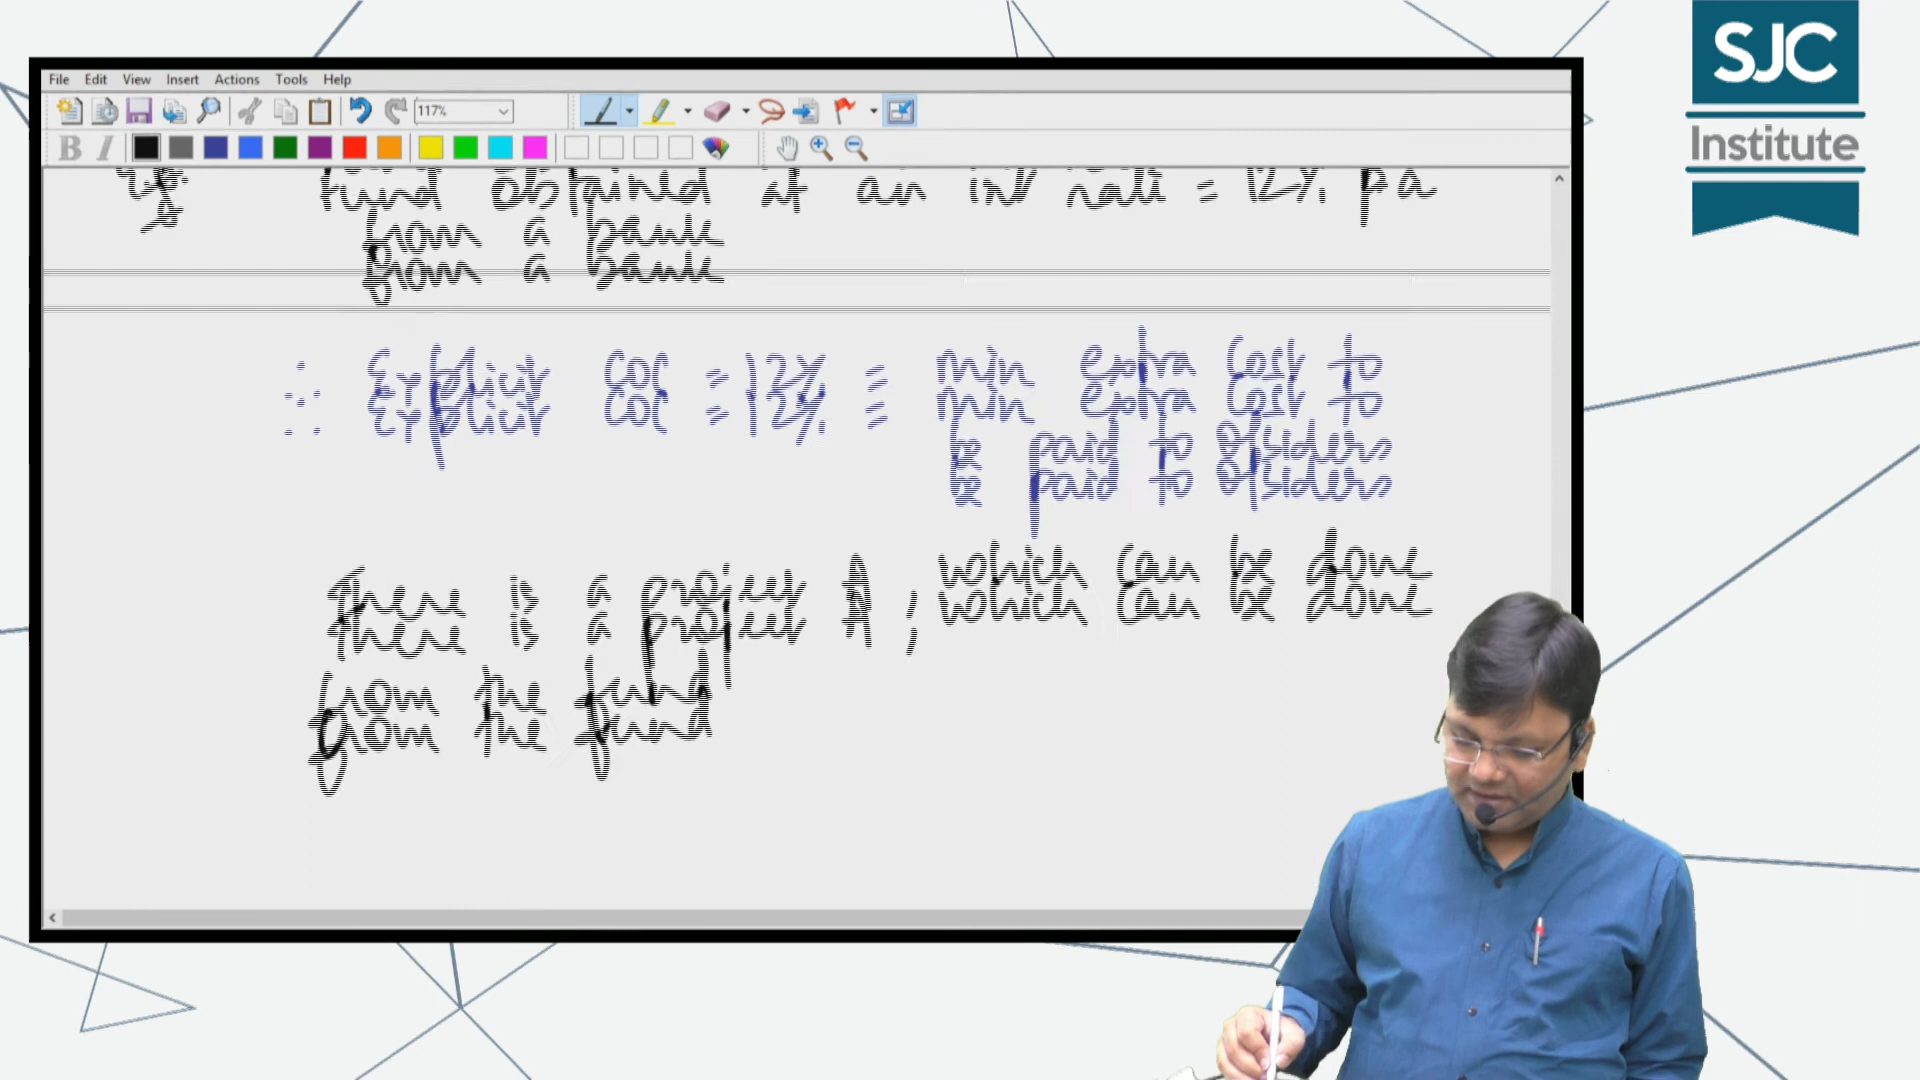 SJC
Institute
File Edit View Insert Actions Tools Help
117%
B I
fund obtained at an int rate = 12% pa
from a bank
∴ Explicit COC = 12% = min extra cost to
be paid to O/siders
There is a project A, which can be done
from the fund